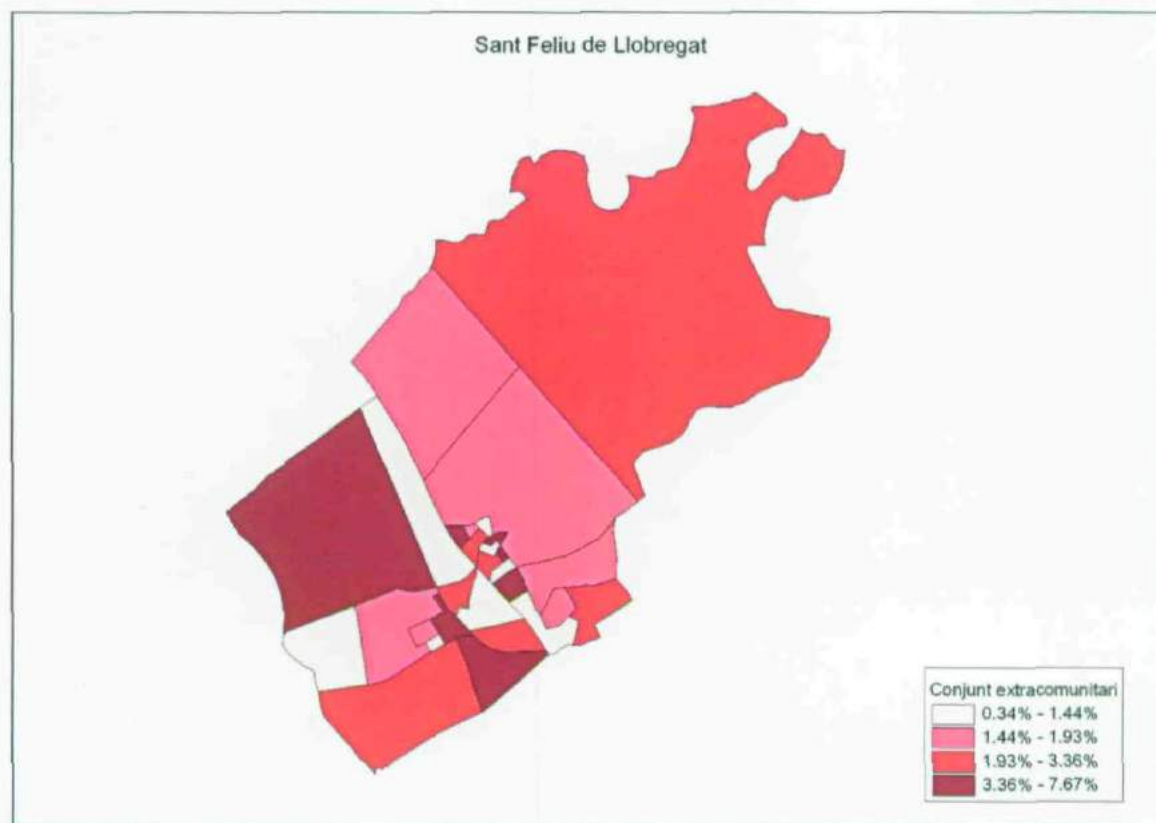 Sant Feliu de Llobregat
Conjunt extracomunitari
0.34% - 1.44%
1.44% - 1.93%
1.93% - 3.36%
3.36% - 7.67%